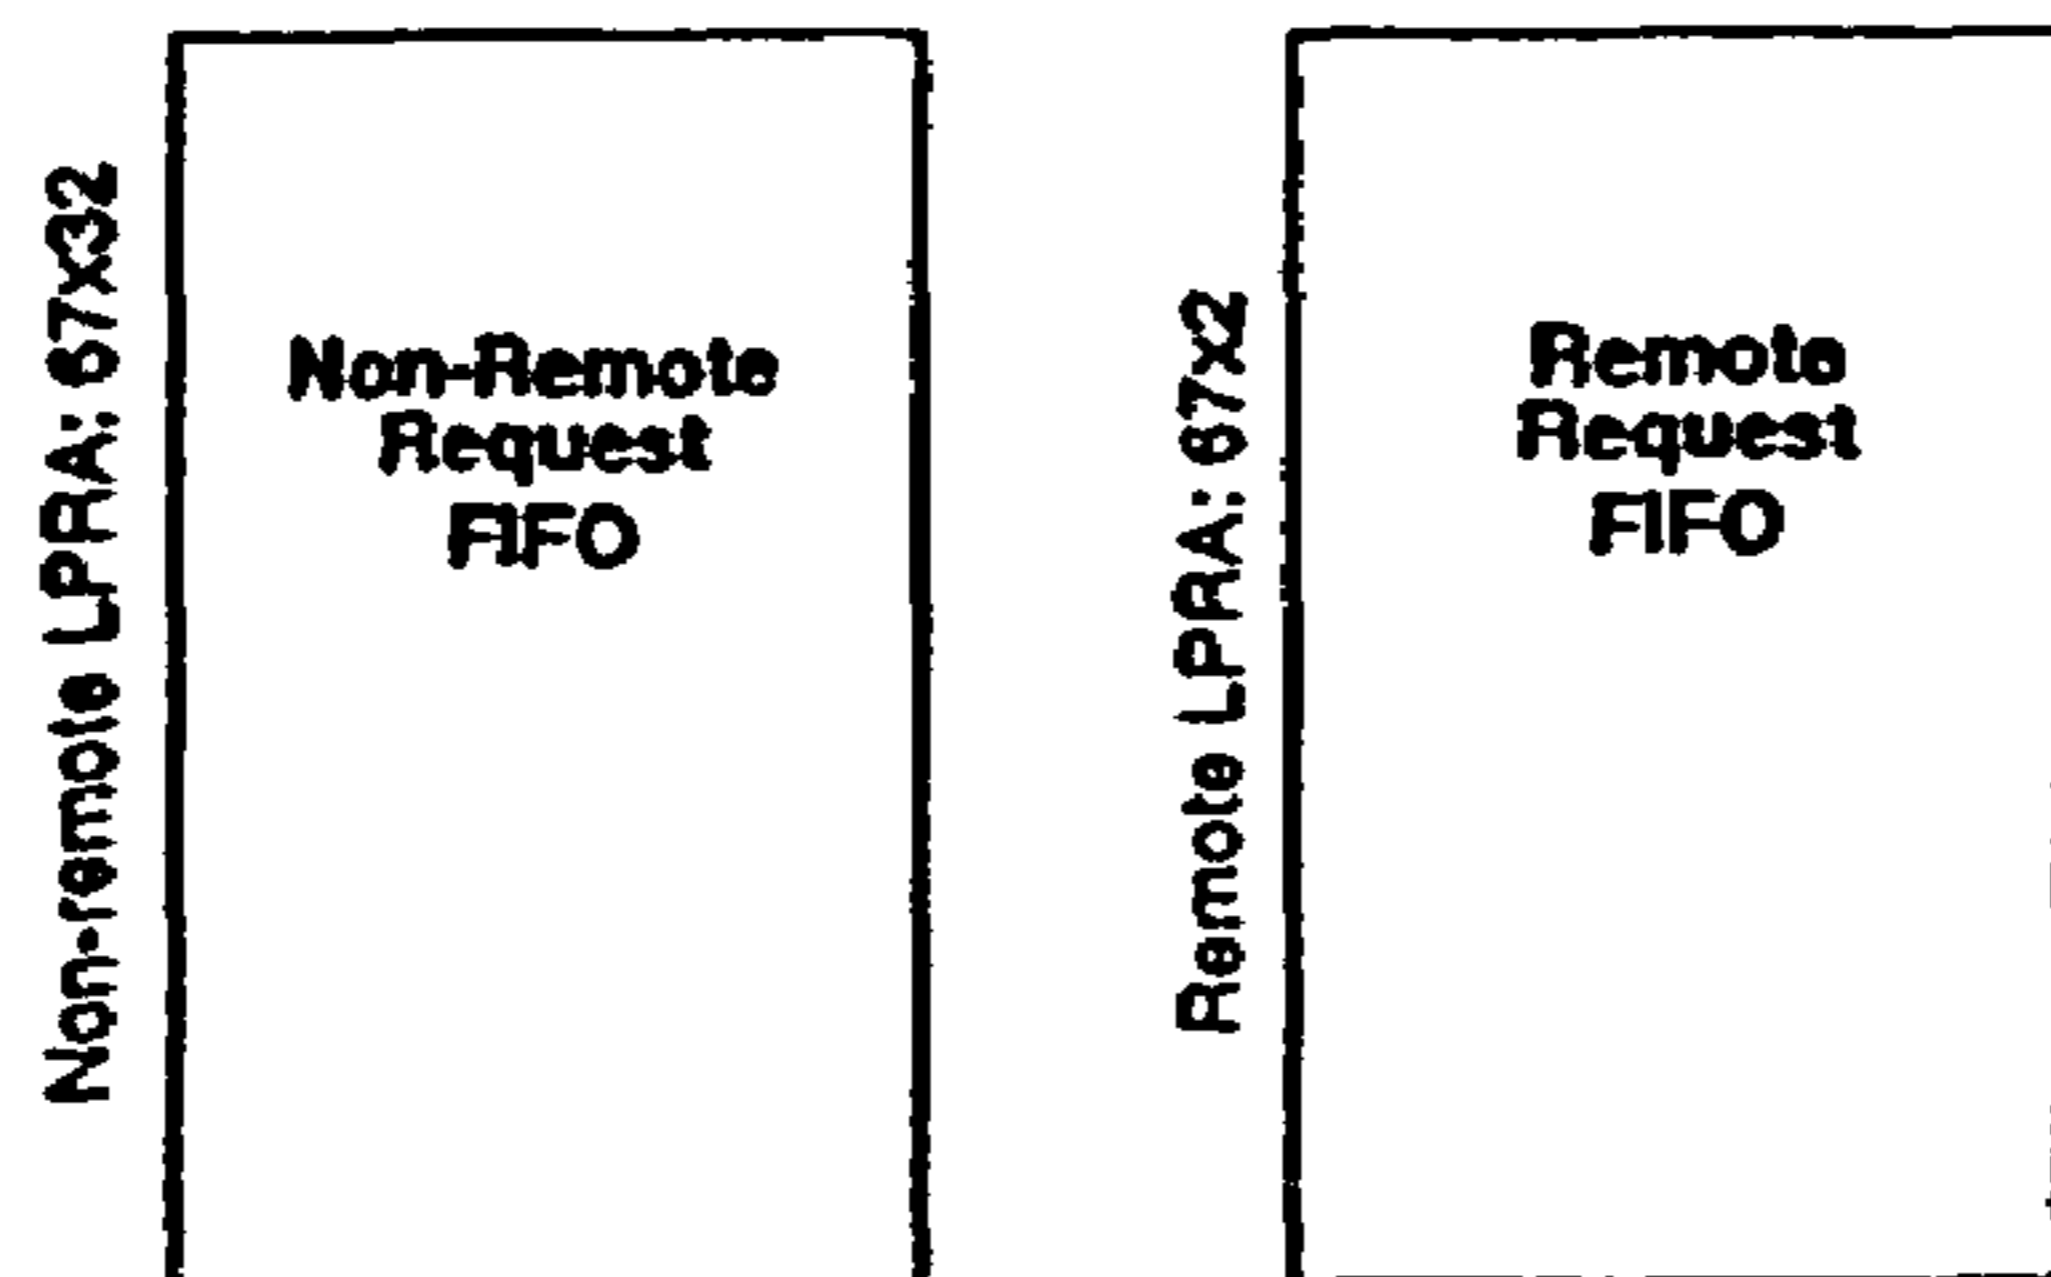 Non-remote LPRA: 67x32
Non-Remote
Request
FIFO
Remote LPRA: 67x2
Remote
Request
FIFO